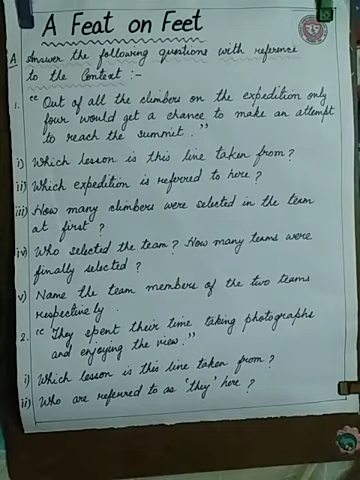 A Feat on Feet
A Answer the following questions with reference
to the Context :-
1. "Out of all the climbers on the expedition only
four would get a chance to make an attempt
to reach the summit."
i) Which lesson is this line taken from?
ii) Which expedition is referred to here?
iii) How many climbers were selected in the team
at first?
iv) Who selected the team? How many teams were
finally selected?
v) Name the team members of the two teams
respectively.
2. "They spent their time taking photographs
and enjoying the view."
i) Which lesson is this line taken from?
ii) Who are referred to as 'they' here?